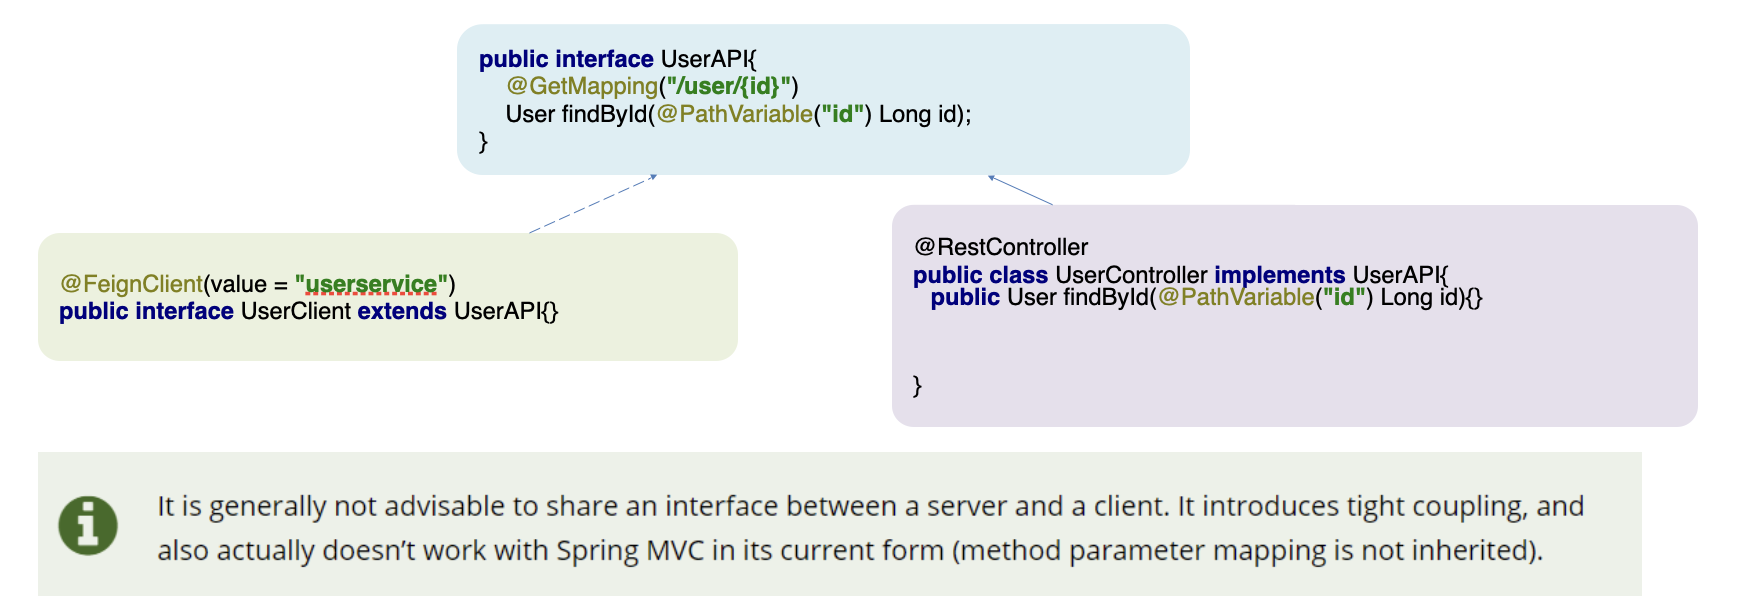 public interface UserAPI{
@GetMapping("/user/{id}")
User findById(@PathVariable("id") Long id);
}
@FeignClient(value = "userservice")
public interface UserClient extends UserAPI{}
@RestController
public class UserController implements UserAPI{
public User findById(@PathVariable("id") Long id){}
}
It is generally not advisable to share an interface between a server and a client. It introduces tight coupling, and
also actually doesn’t work with Spring MVC in its current form (method parameter mapping is not inherited).